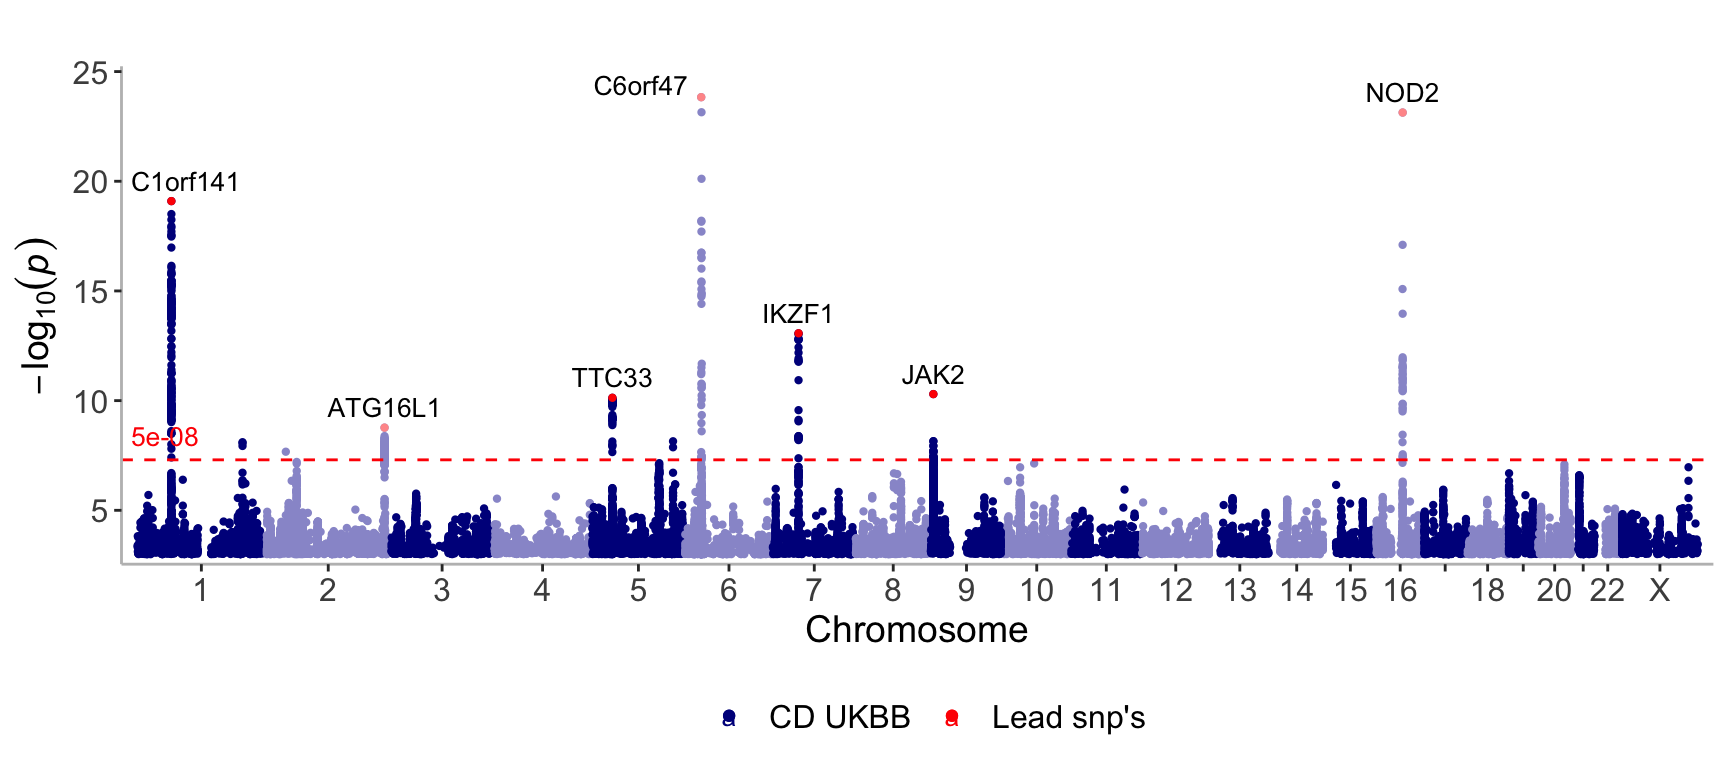 25
C6orf47
NOD2
20
C1orf141
15
IKZF1
10
TTC33
JAK2
ATG16L1
5e-08
5
−log10(p)
1 2 3 4 5 6 7 8 9 10 11 12 13 14 15 16 18 20 22 X
Chromosome
a CD UKBB a Lead snp's